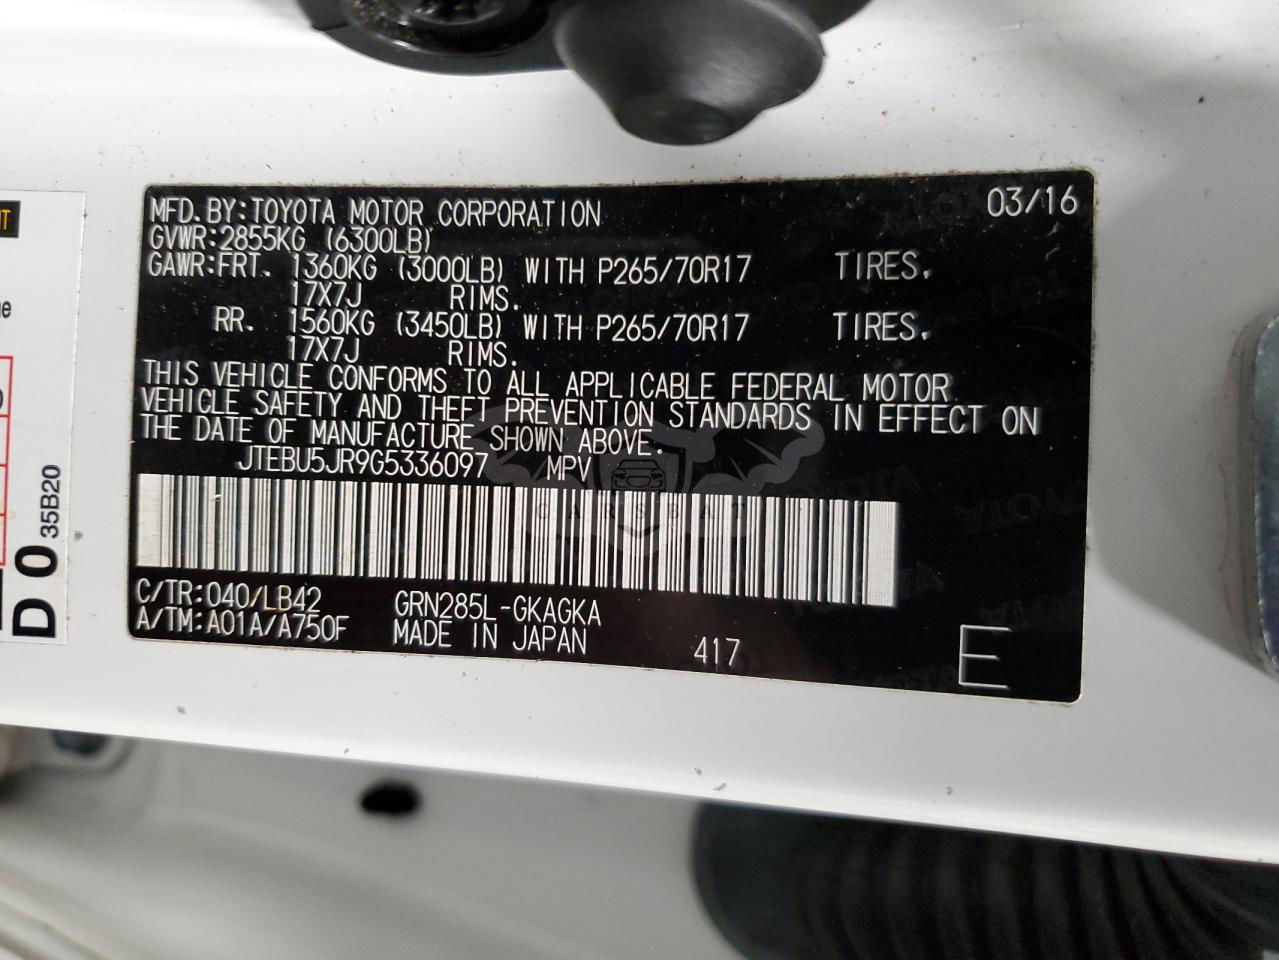 MFD. BY: TOYOTA MOTOR CORPORATION 03/16
GVWR: 2855KG (6300LB)
GAWR: FRT. 1360KG (3000LB) WITH P265/70R17 TIRES.
17X7J RIMS.
RR. 1560KG (3450LB) WITH P265/70R17 TIRES.
17X7J RIMS.
THIS VEHICLE CONFORMS TO ALL APPLICABLE FEDERAL MOTOR
VEHICLE SAFETY AND THEFT PREVENTION STANDARDS IN EFFECT ON
THE DATE OF MANUFACTURE SHOWN ABOVE.
JTEBU5JR9G5336097 MPV
CARSBAT
C/TR: 040/LB42 GRN285L-GKAGKA
A/TM: A01A/A750F MADE IN JAPAN 417 E
D 0 35B20